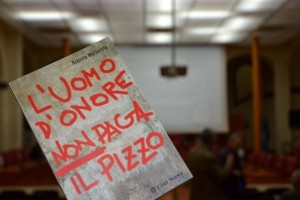 L'UOMO
D'ONORE
NON PAGA
IL PIZZO